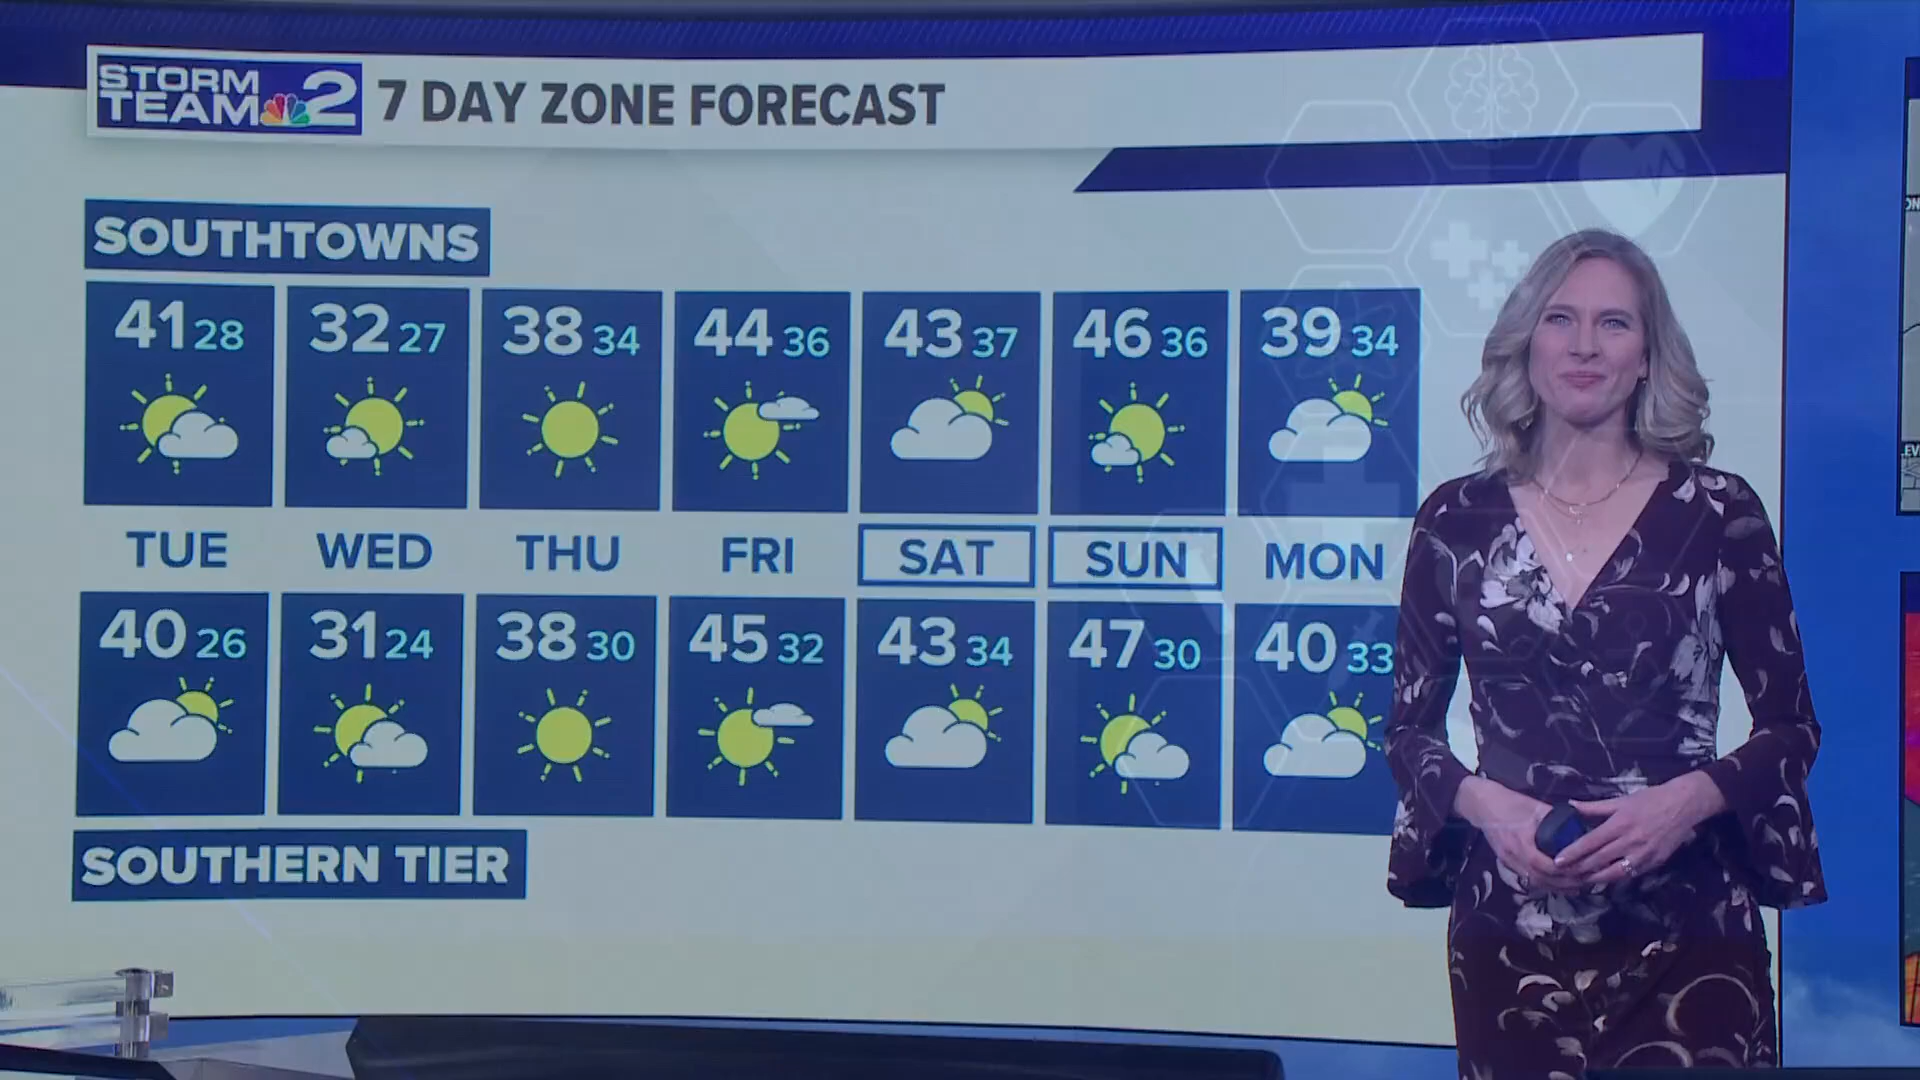 STORM
TEAM 2
7 DAY ZONE FORECAST
SOUTHTOWNS
41 28 32 27 38 34 44 36 43 37 46 36 39 34
TUE WED THU FRI SAT SUN MON
40 26 31 24 38 30 45 32 43 34 47 30 40 33
SOUTHERN TIER